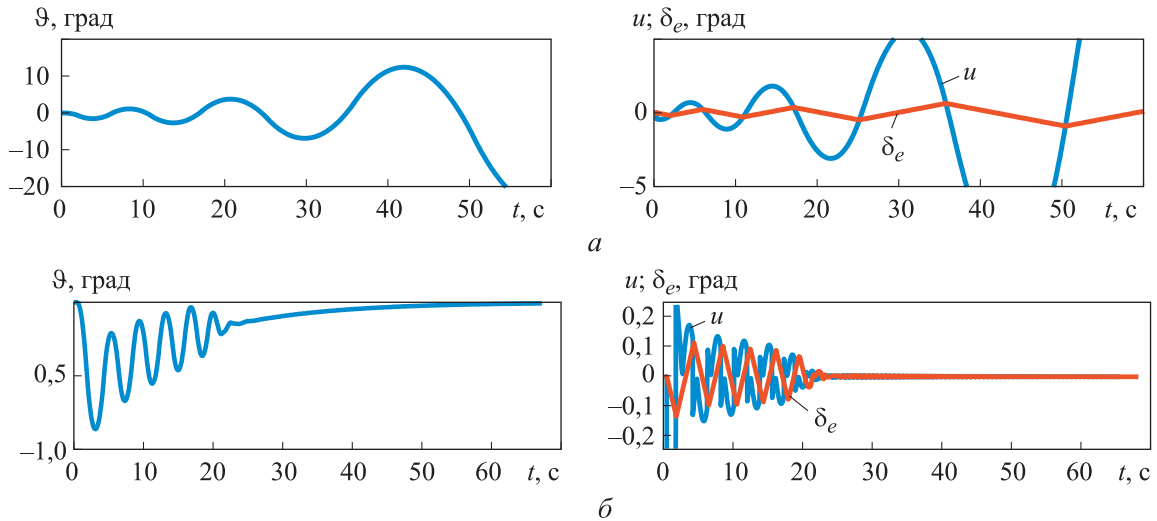 ϑ, град
10
0
–10
–20
0 10 20 30 40 50 t, с
u; δe, град
5
0
–5
u
δe
0 10 20 30 40 50 t, с
а
ϑ, град
0,5
–1,0
0 10 20 30 40 50 60 t, с
u; δe, град
0,2
0,1
0
–0,1
–0,2
u
δe
0 10 20 30 40 50 60 t, с
б